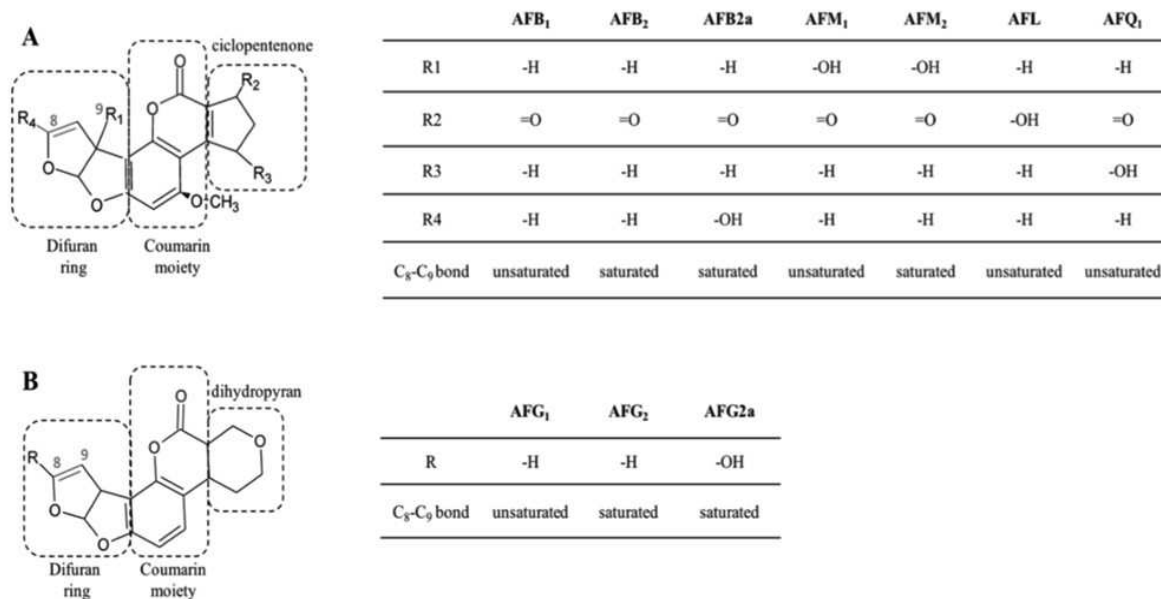 A
ciclopentenone
O
R2
9
R1
R4
8
O
O
O
R3
O
CH3
Difuran
ring
Coumarin
moiety
AFB1 AFB2 AFB2a AFM1 AFM2 AFL AFQ1
R1 -H -H -H -OH -OH -H -H
R2 =O =O =O =O =O -OH =O
R3 -H -H -H -H -H -H -OH
R4 -H -H -OH -H -H -H -H
C8-C9 bond unsaturated saturated saturated unsaturated saturated unsaturated unsaturated
B
dihydropyran
O
R
8
9
O
O
O
O
Difuran
ring
Coumarin
moiety
AFG1 AFG2 AFG2a
R -H -H -OH
C8-C9 bond unsaturated saturated saturated